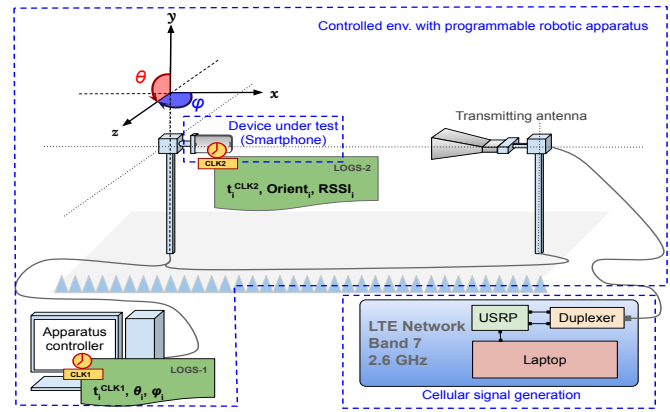 Controlled env. with programmable robotic apparatus
y
θ
x
φ
z
Device under test
(Smartphone)
Transmitting antenna
CLK2
LOGS-2
t_i^CLK2, Orient_i, RSSI_i
Apparatus
controller
CLK1
LOGS-1
t_i^CLK1, θ_i, φ_i
LTE Network
Band 7
2.6 GHz
USRP
Duplexer
Laptop
Cellular signal generation